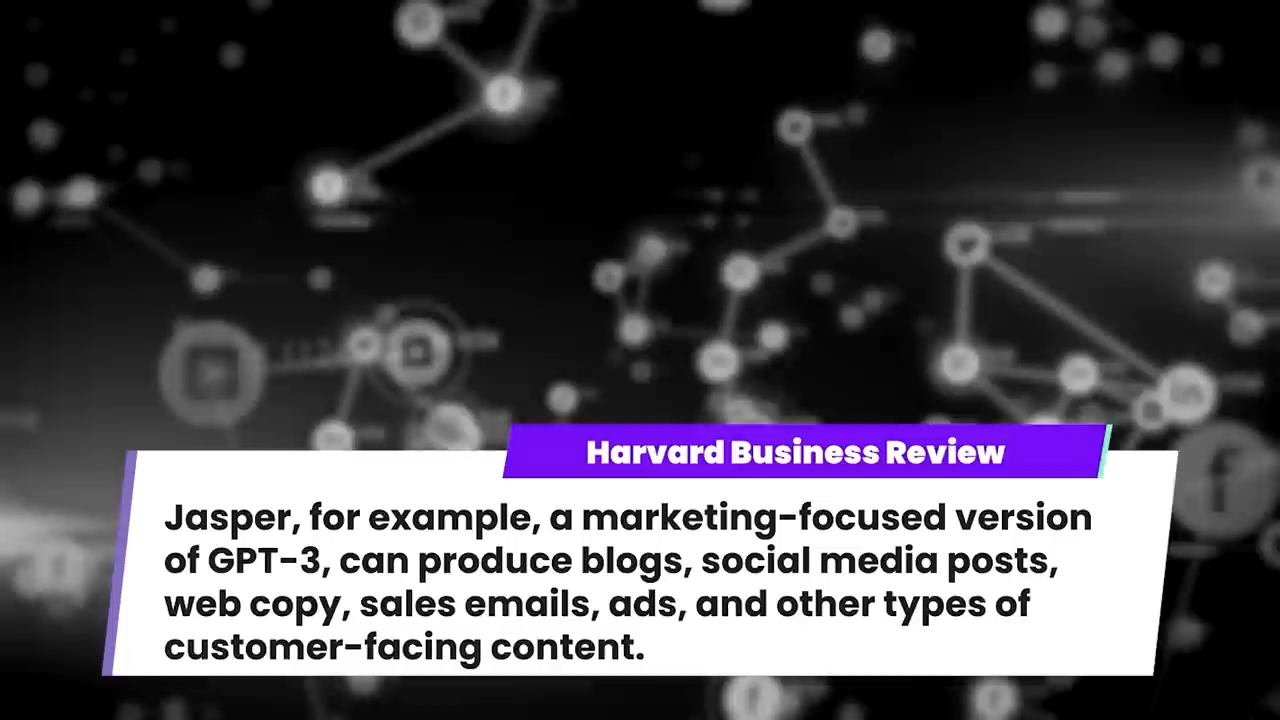 Harvard Business Review
Jasper, for example, a marketing-focused version
of GPT-3, can produce blogs, social media posts,
web copy, sales emails, ads, and other types of
customer-facing content.